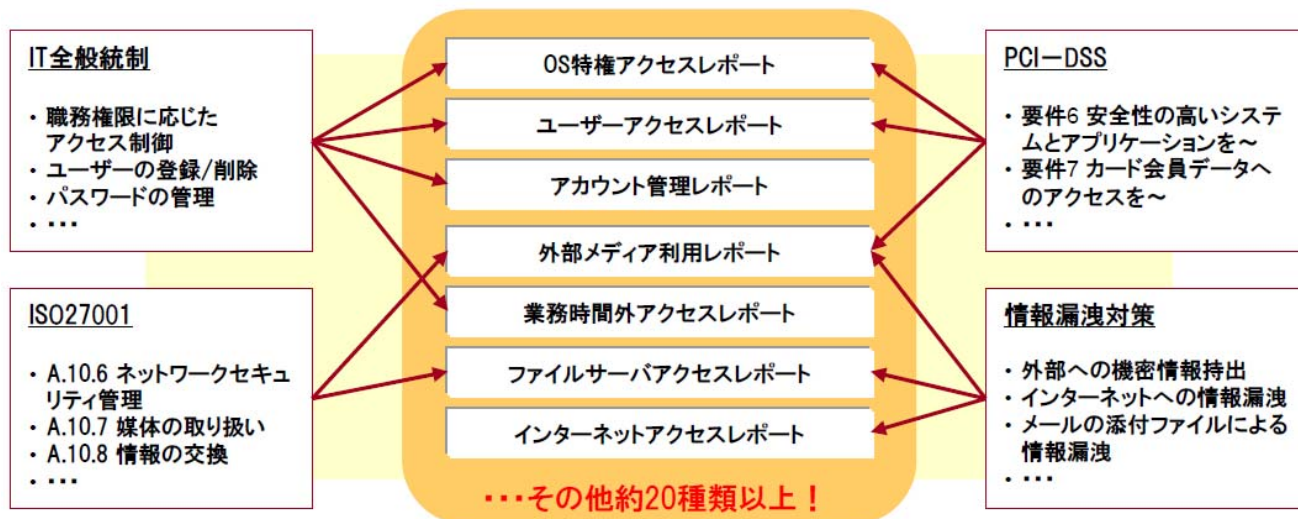 IT全般統制
・ 職務権限に応じた
アクセス制御
・ ユーザーの登録/削除
・ パスワードの管理
・ ・・・
ISO27001
・ A.10.6 ネットワークセキュ
リティ管理
・ A.10.7 媒体の取り扱い
・ A.10.8 情報の交換
・ ・・・
OS特権アクセスレポート
ユーザーアクセスレポート
アカウント管理レポート
外部メディア利用レポート
業務時間外アクセスレポート
ファイルサーバアクセスレポート
インターネットアクセスレポート
・・・その他約20種類以上！
PCI－DSS
・ 要件6 安全性の高いシステ
ムとアプリケーションを～
・ 要件7 カード会員データへ
のアクセスを～
・ ・・・
情報漏洩対策
・ 外部への機密情報持出
・ インターネットへの情報漏洩
・ メールの添付ファイルによる
情報漏洩
・ ・・・